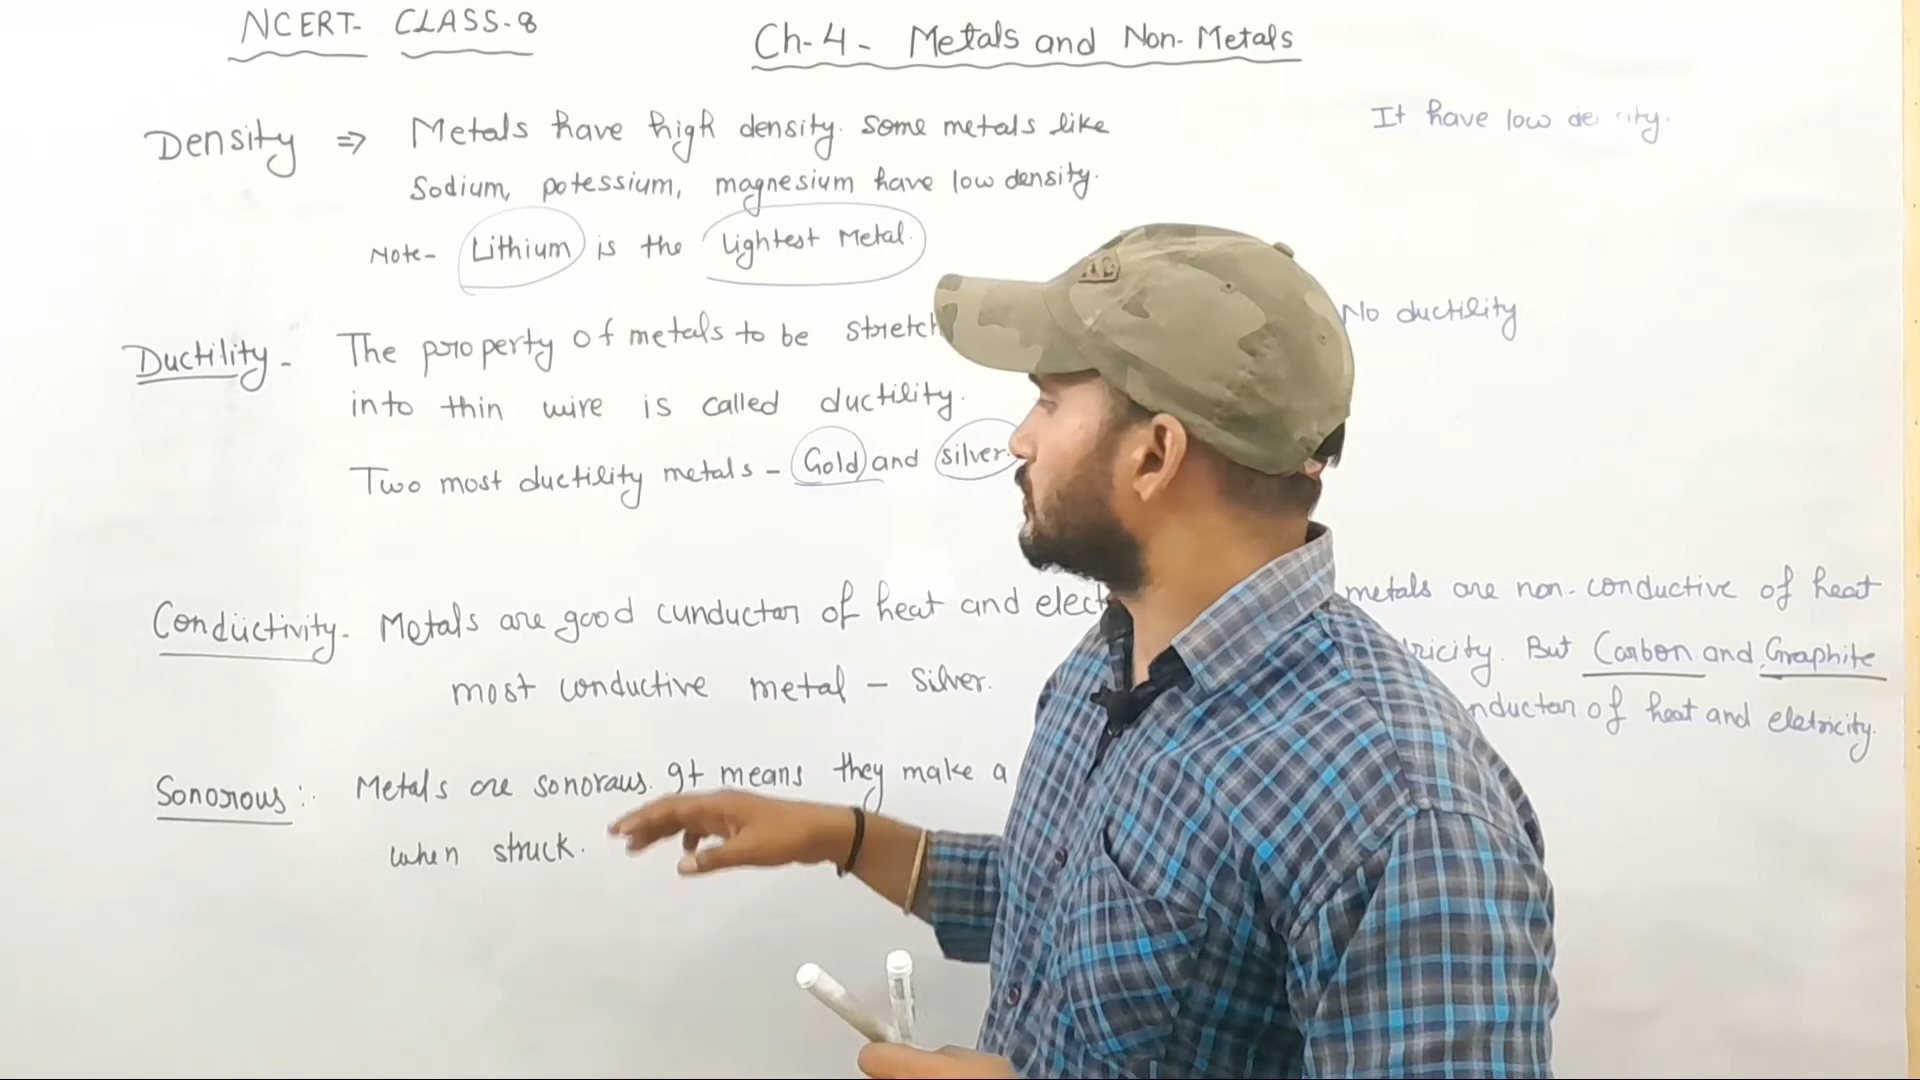 NCERT- CLASS-8
Ch-4- Metals and Non-Metals
Density ⇒ Metals have high density. some metals like
Sodium, potessium, magnesium have low density.
Note- Lithium is the lightest Metal.
It have low de sity.
Ductility - The property of metals to be stretch
into thin wire is called ductility.
Two most ductility metals - Gold and silver.
No ductility
Conductivity- Metals are good cunductor of heat and elect
most conductive metal - Silver.
metals are non-conductive of heat
ricity. But Carbon and Graphite
nductor of heat and eletricity.
Sonorous:- Metals are sonoraus. It means they make a
when struck.